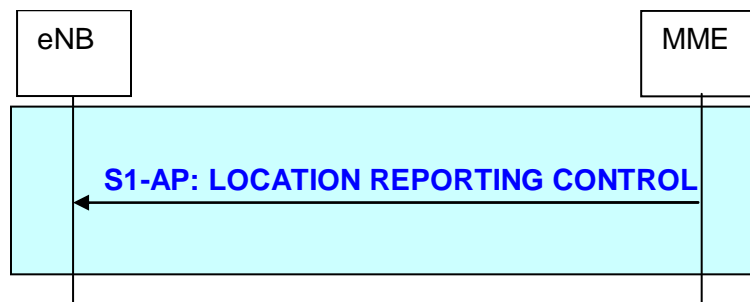 eNB
MME
S1-AP: LOCATION REPORTING CONTROL